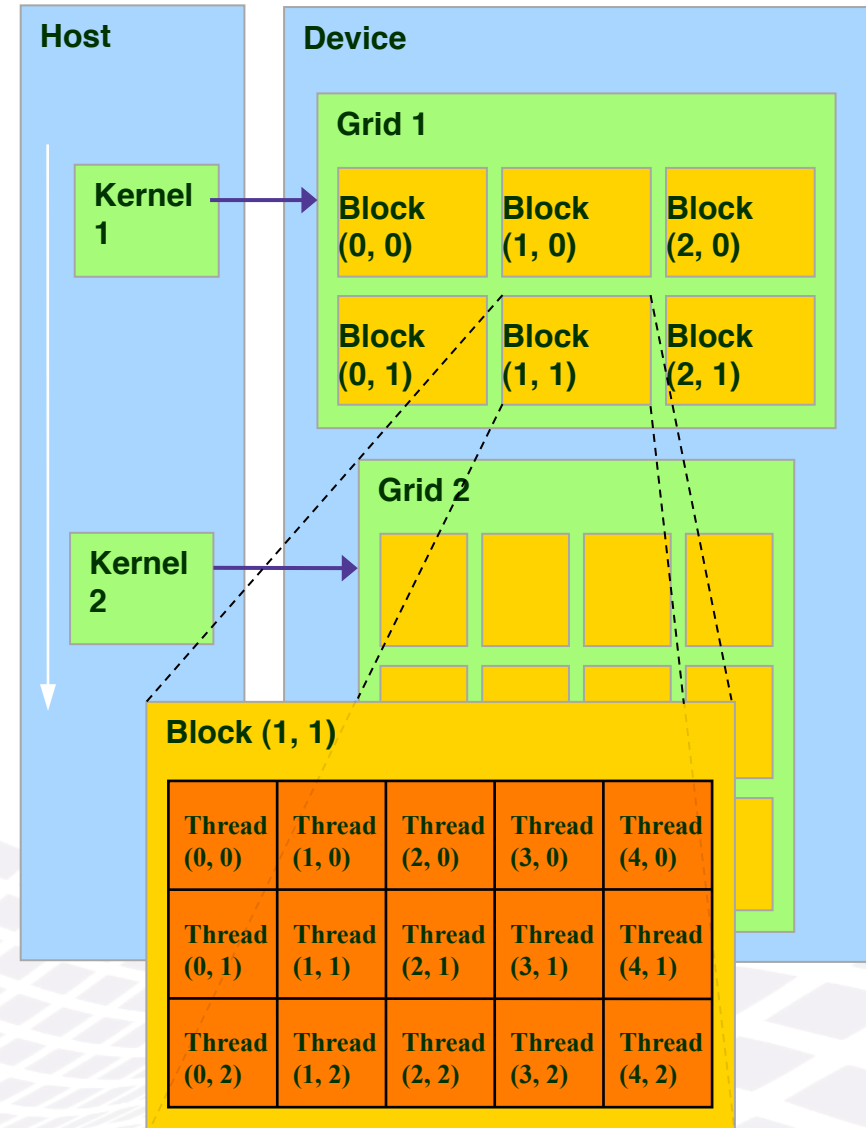 Host
Device
Grid 1
Kernel
1
Block
(0, 0)
Block
(1, 0)
Block
(2, 0)
Block
(0, 1)
Block
(1, 1)
Block
(2, 1)
Grid 2
Kernel
2
Block (1, 1)
Thread
(0, 0)
Thread
(1, 0)
Thread
(2, 0)
Thread
(3, 0)
Thread
(4, 0)
Thread
(0, 1)
Thread
(1, 1)
Thread
(2, 1)
Thread
(3, 1)
Thread
(4, 1)
Thread
(0, 2)
Thread
(1, 2)
Thread
(2, 2)
Thread
(3, 2)
Thread
(4, 2)